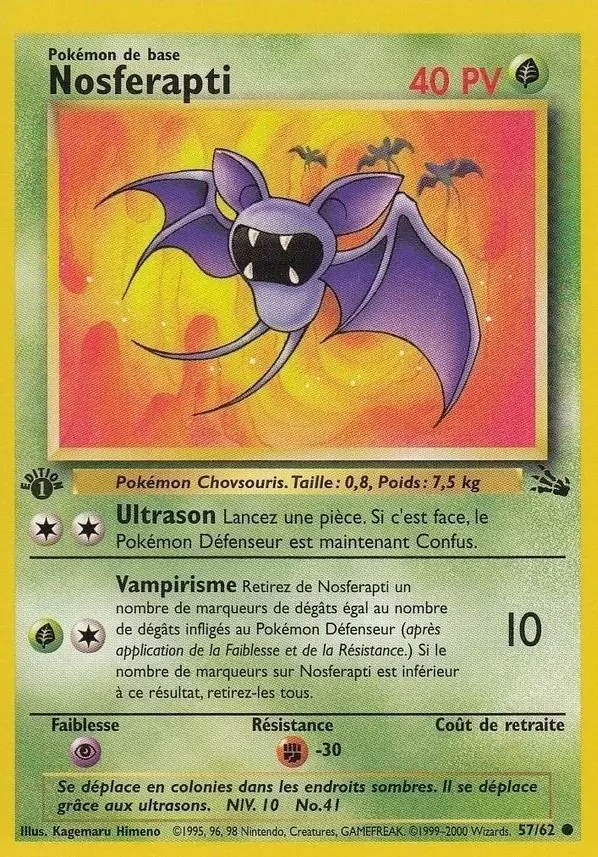 Pokémon de base
Nosferapti
40 PV
EDITION
1
Pokémon Chovsouris. Taille: 0,8, Poids: 7,5 kg
Ultrason Lancez une pièce. Si c'est face, le
Pokémon Défenseur est maintenant Confus.
Vampirisme Retirez de Nosferapti un
nombre de marqueurs de dégâts égal au nombre
de dégâts infligés au Pokémon Défenseur (après
application de la Faiblesse et de la Résistance.) Si le
nombre de marqueurs sur Nosferapti est inférieur
à ce résultat, retirez-les tous.
10
Faiblesse Résistance Coût de retraite
-30
Se déplace en colonies dans les endroits sombres. Il se déplace
grâce aux ultrasons. NIV. 10 No.41
Illus. Kagemaru Himeno ©1995, 96, 98 Nintendo, Creatures, GAMEFREAK. ©1999-2000 Wizards. 57/62